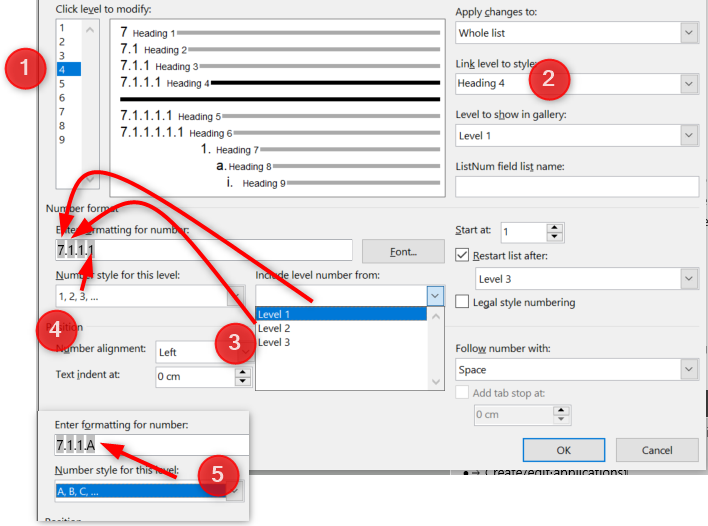 Click level to modify:
Apply changes to:
1
2
3
4
5
6
7
8
9
7 Heading 1
7.1 Heading 2
7.1.1 Heading 3
7.1.1.1 Heading 4
7.1.1.1.1 Heading 5
7.1.1.1.1.1 Heading 6
1. Heading 7
a. Heading 8
i. Heading 9
Whole list
Link level to style:
Heading 4
Level to show in gallery:
Level 1
ListNum field list name:
1
2
Number format
Enter formatting for number:
7.1.1.1
Font...
Number style for this level:
1, 2, 3, ...
Include level number from:
Level 1
Level 2
Level 3
Start at: 1
Restart list after:
Level 3
Legal style numbering
4
3
Position
Number alignment: Left
Text indent at: 0 cm
Follow number with:
Space
Add tab stop at:
0 cm
OK
Cancel
Enter formatting for number:
7.1.1.A
Number style for this level:
A, B, C, ...
5
Position
Create/edit·applications